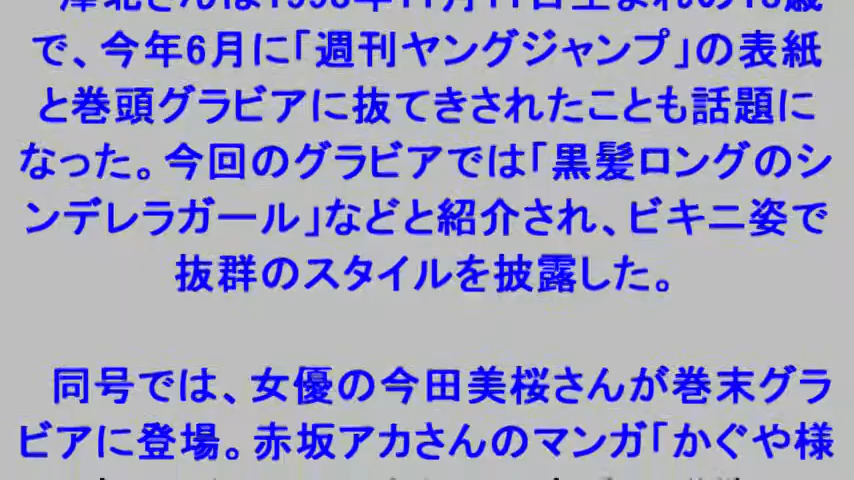 で、今年6月に「週刊ヤングジャンプ」の表紙
と巻頭グラビアに抜てきされたことも話題に
なった。今回のグラビアでは「黒髪ロングのシ
ンデレラガール」などと紹介され、ビキニ姿で
抜群のスタイルを披露した。
同号では、女優の今田美桜さんが巻末グラ
ビアに登場。赤坂アカさんのマンガ「かぐや様